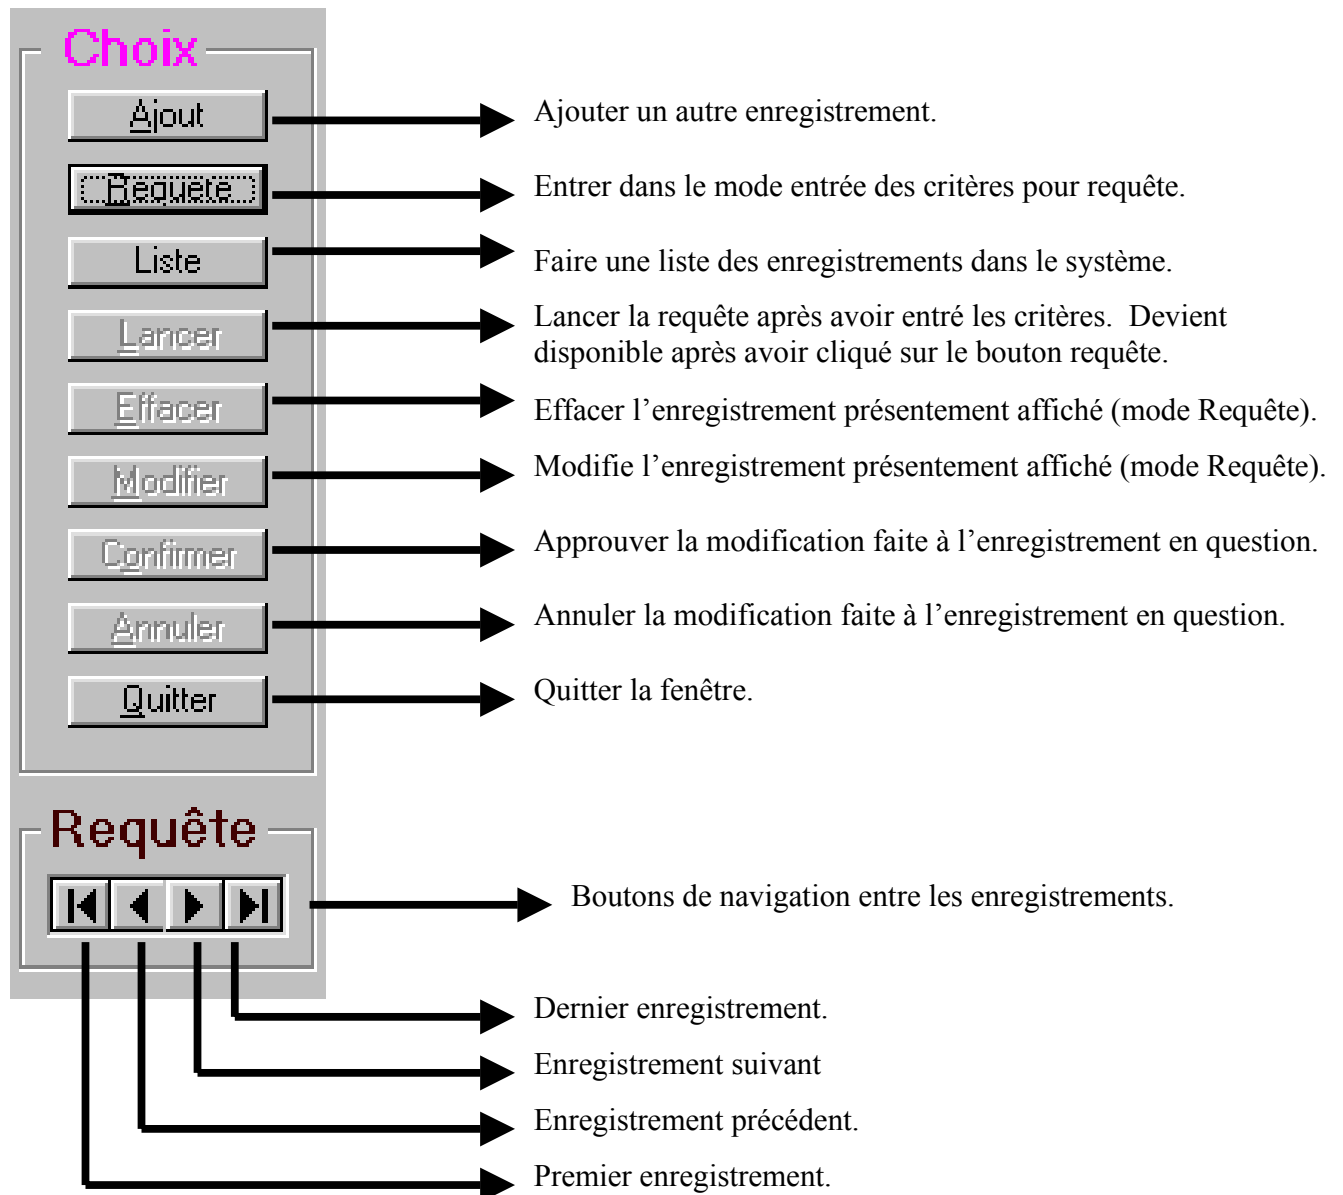 Choix
Ajout
Ajouter un autre enregistrement.
Requête
Entrer dans le mode entrée des critères pour requête.
Liste
Faire une liste des enregistrements dans le système.
Lancer
Lancer la requête après avoir entré les critères. Devient
disponible après avoir cliqué sur le bouton requête.
Effacer
Effacer l’enregistrement présentement affiché (mode Requête).
Modifier
Modifie l’enregistrement présentement affiché (mode Requête).
Confirmer
Approuver la modification faite à l’enregistrement en question.
Annuler
Annuler la modification faite à l’enregistrement en question.
Quitter
Quitter la fenêtre.
Requête
Boutons de navigation entre les enregistrements.
Dernier enregistrement.
Enregistrement suivant
Enregistrement précédent.
Premier enregistrement.